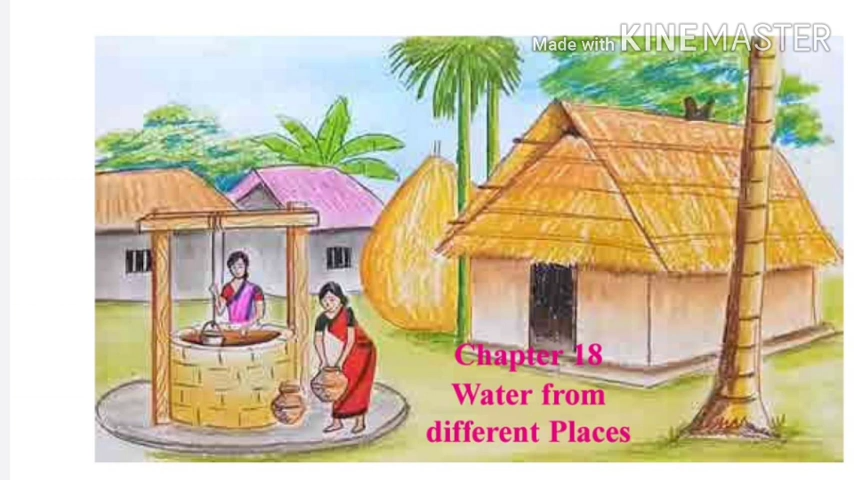 Made with KINEMASTER
Chapter 18
Water from
different Places